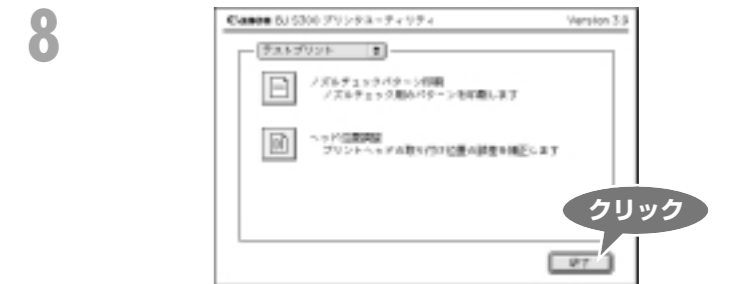 8
Canon BJ S300 プリンタユーティリティ Version 3.9
テストプリント
ノズルチェックパターン印刷
ノズルチェック用のパターンを印刷します
ヘッド位置調整
プリントヘッドの取り付け位置の誤差を補正します
クリック
終了